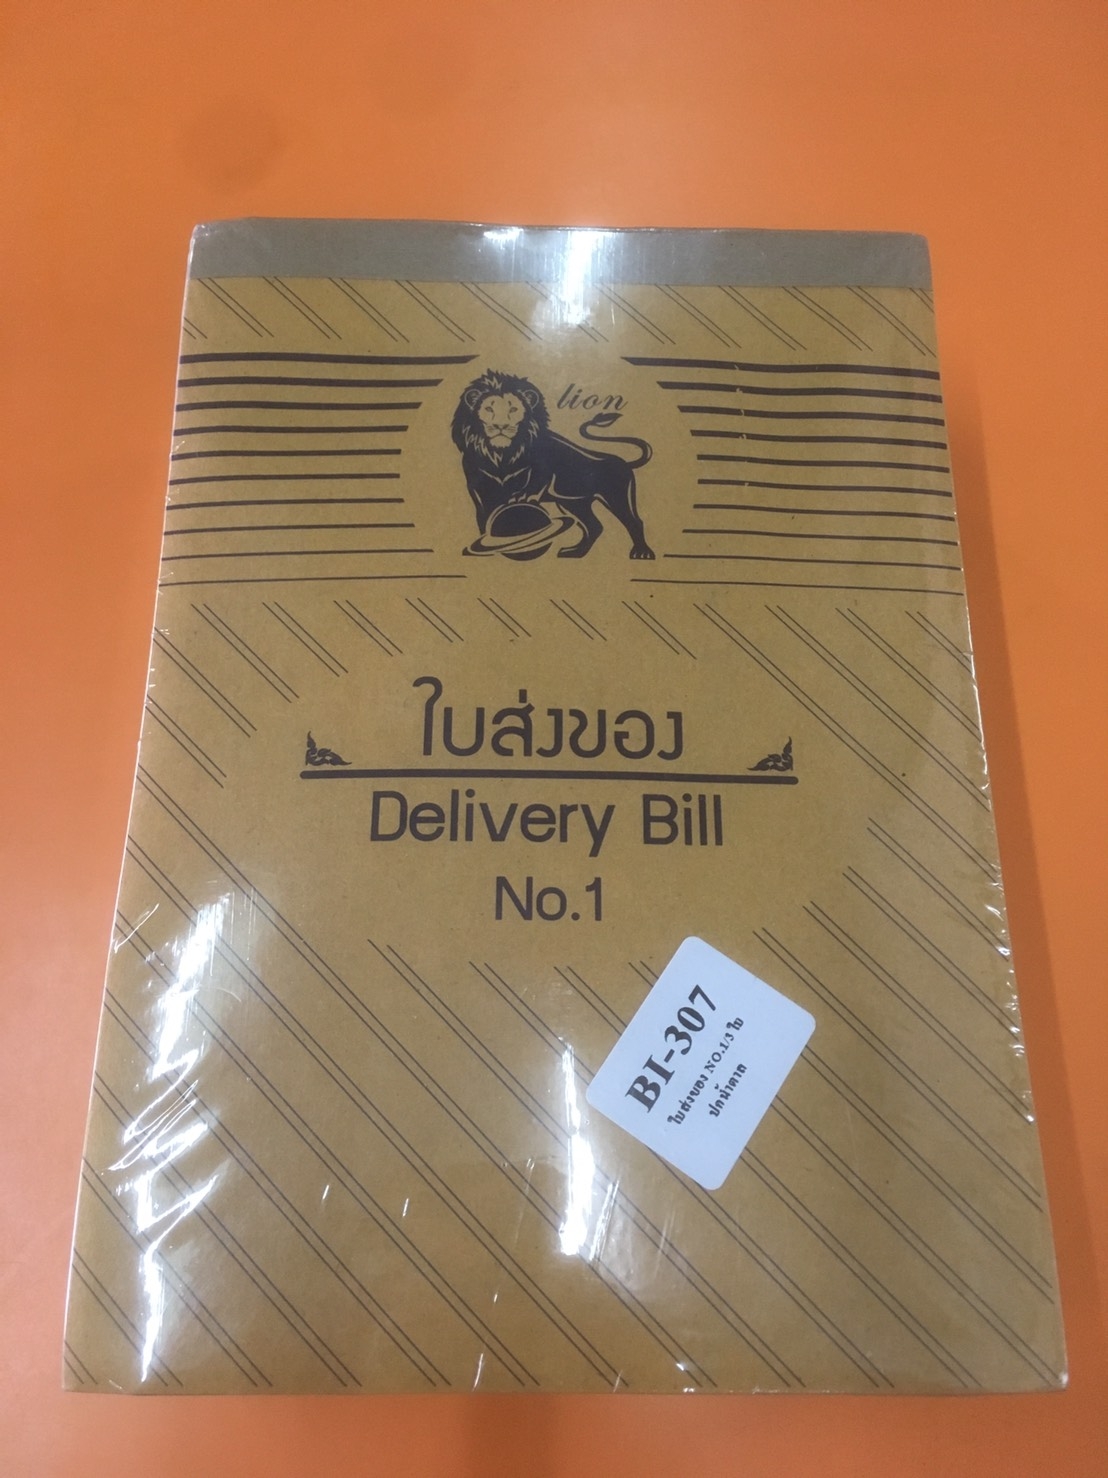 lion
ใบส่งของ
Delivery Bill
No.1
BI-307
ใบส่งของ NO.1/3 ใบ
ปกน้ำตาล